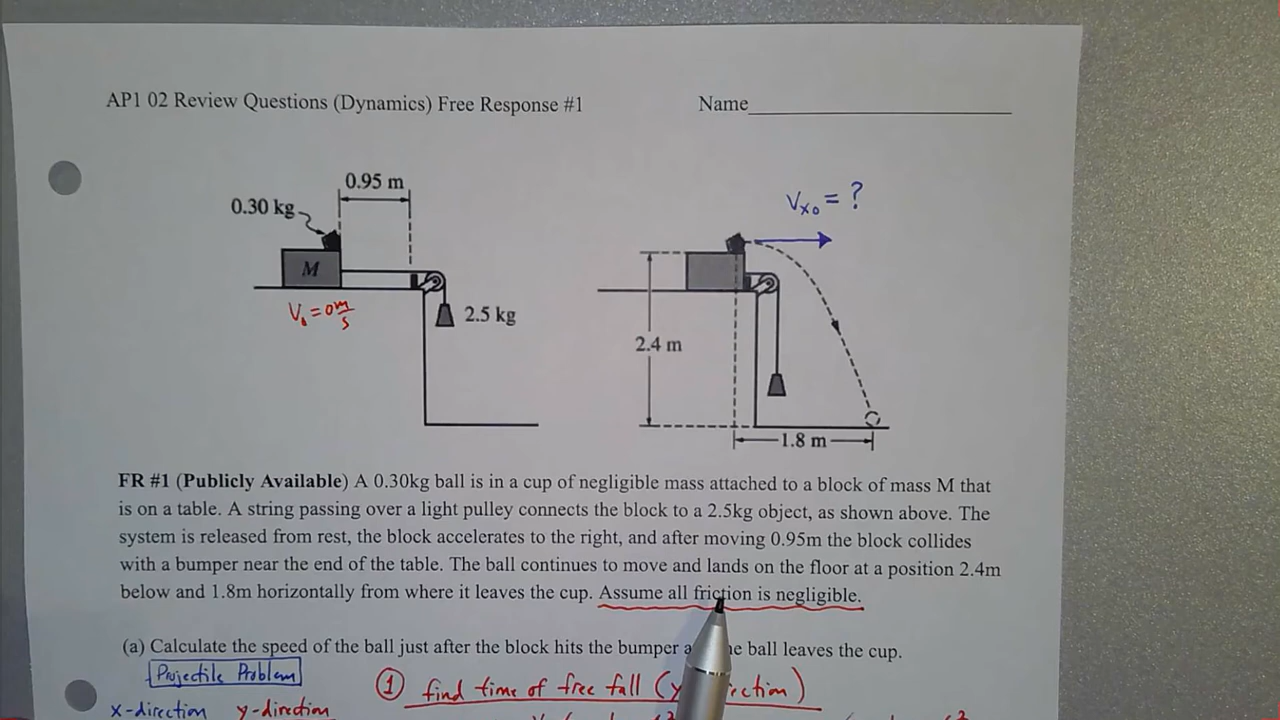 AP1 02 Review Questions (Dynamics) Free Response #1 Name
0.95 m
0.30 kg
M
V₀ = 0 m/s
2.5 kg
Vx₀ = ?
2.4 m
1.8 m
FR #1 (Publicly Available) A 0.30kg ball is in a cup of negligible mass attached to a block of mass M that
is on a table. A string passing over a light pulley connects the block to a 2.5kg object, as shown above. The
system is released from rest, the block accelerates to the right, and after moving 0.95m the block collides
with a bumper near the end of the table. The ball continues to move and lands on the floor at a position 2.4m
below and 1.8m horizontally from where it leaves the cup. Assume all friction is negligible.
(a) Calculate the speed of the ball just after the block hits the bumper ball leaves the cup.
Projectile Problem
① find time of free fall (y
x-direction y-direction